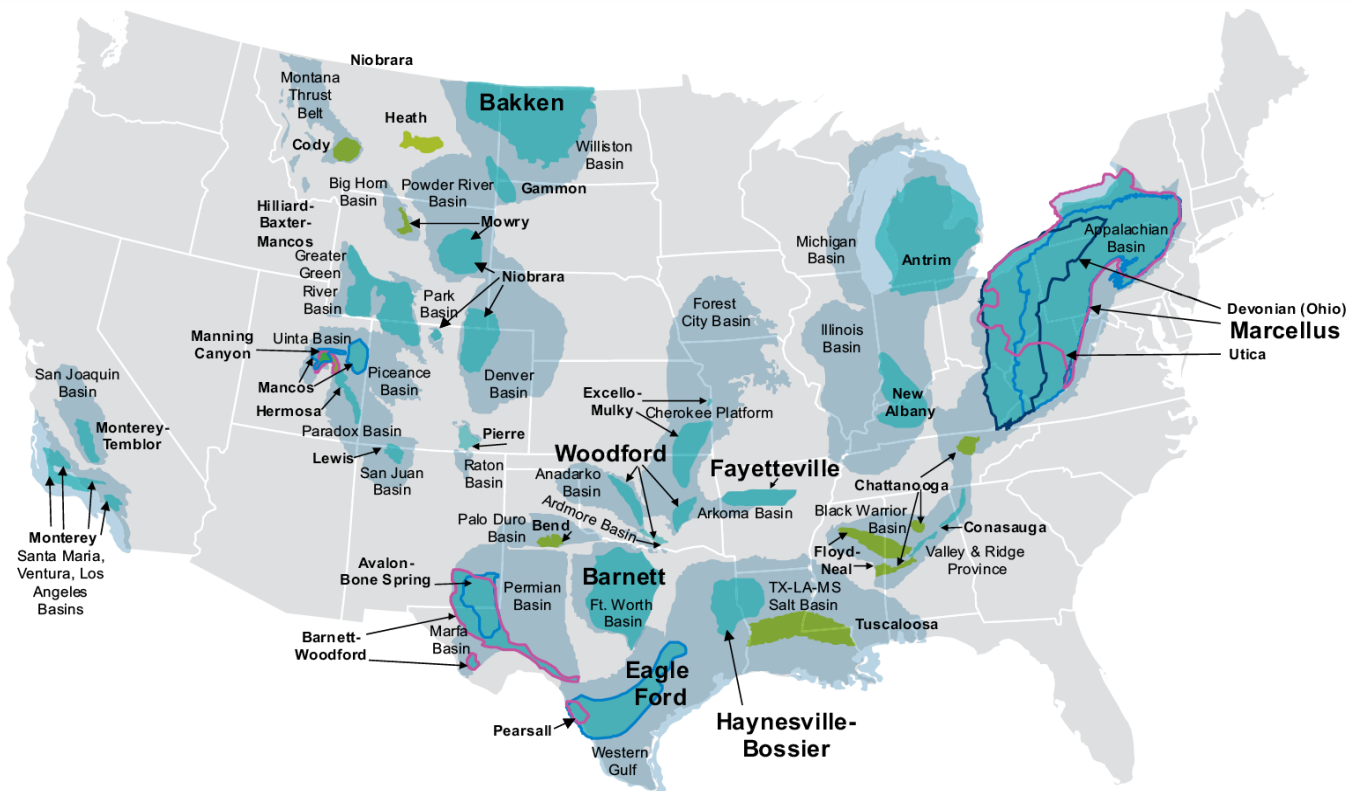 Niobrara
Montana
Thrust
Belt
Bakken
Heath
Cody
Williston
Basin
Big Horn
Basin
Powder River
Basin
Gammon
Hilliard-
Baxter-
Mancos
Mowry
Greater
Green
River
Basin
Niobrara
Park
Basin
Manning
Canyon
Uinta Basin
Mancos
Piceance
Basin
Denver
Basin
Hermosa
Paradox Basin
Lewis
San Juan
Basin
Pierre
Raton
Basin
San Joaquin
Basin
Monterey-
Temblor
Monterey
Santa Maria,
Ventura, Los
Angeles
Basins
Michigan
Basin
Antrim
Forest
City Basin
Illinois
Basin
New
Albany
Appalachian
Basin
Devonian (Ohio)
Marcellus
Utica
Excello-
Mulky
Cherokee Platform
Woodford
Anadarko
Basin
Ardmore Basin
Fayetteville
Arkoma Basin
Chattanooga
Black Warrior
Basin
Conasauga
Floyd-
Neal
Valley & Ridge
Province
Palo Duro
Basin
Bend
Avalon-
Bone Spring
Permian
Basin
Barnett
Ft. Worth
Basin
TX-LA-MS
Salt Basin
Tuscaloosa
Barnett-
Woodford
Marfa
Basin
Eagle
Ford
Pearsall
Haynesville-
Bossier
Western
Gulf